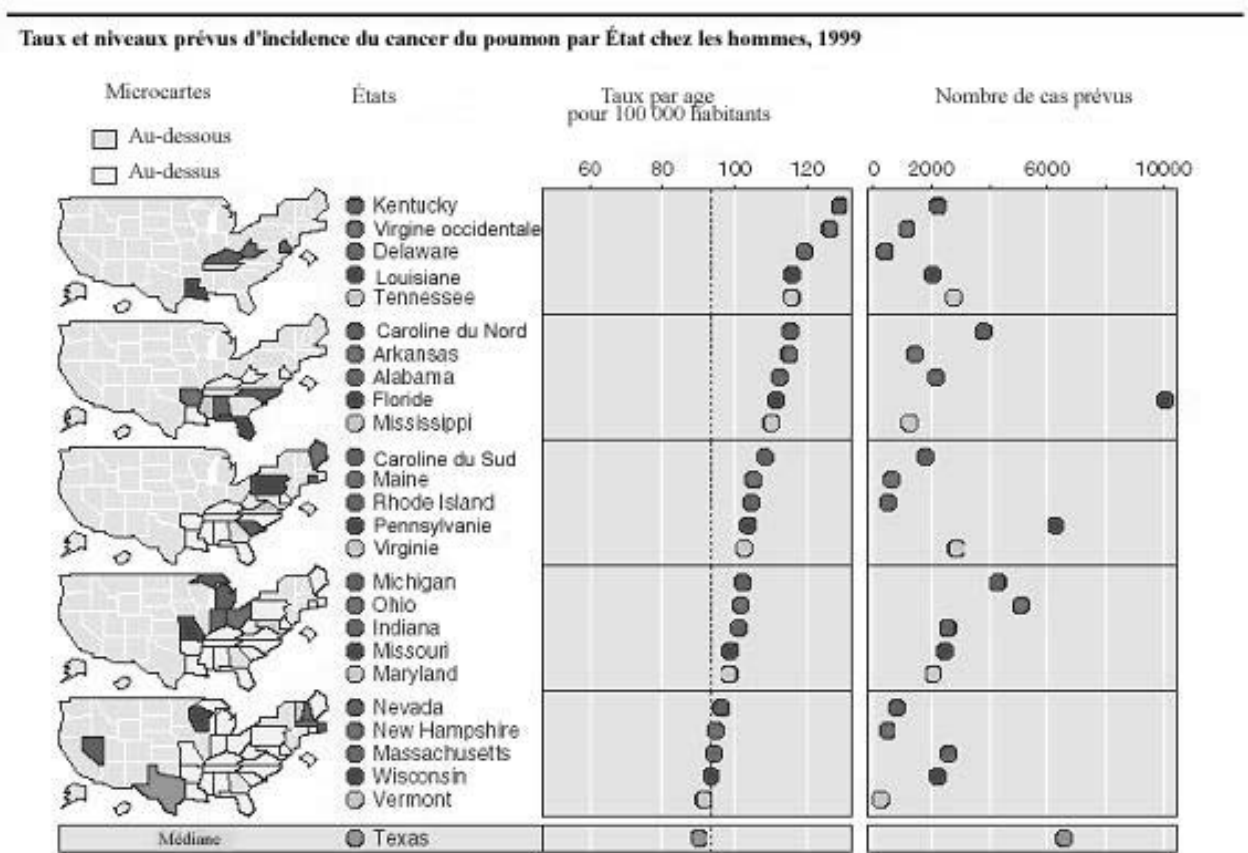 Taux et niveaux prévus d'incidence du cancer du poumon par État chez les hommes, 1999
Microcartes
États
Taux par age
pour 100 000 habitants
Nombre de cas prévus
Au-dessous
Au-dessus
60 80 100 120
0 2000 6000 10000
Kentucky
Virgine occidentale
Delaware
Louisiane
Tennessee
Caroline du Nord
Arkansas
Alabama
Floride
Mississippi
Caroline du Sud
Maine
Rhode Island
Pennsylvanie
Virginie
Michigan
Ohio
Indiana
Missouri
Maryland
Nevada
New Hampshire
Massachusetts
Wisconsin
Vermont
Médiane
Texas